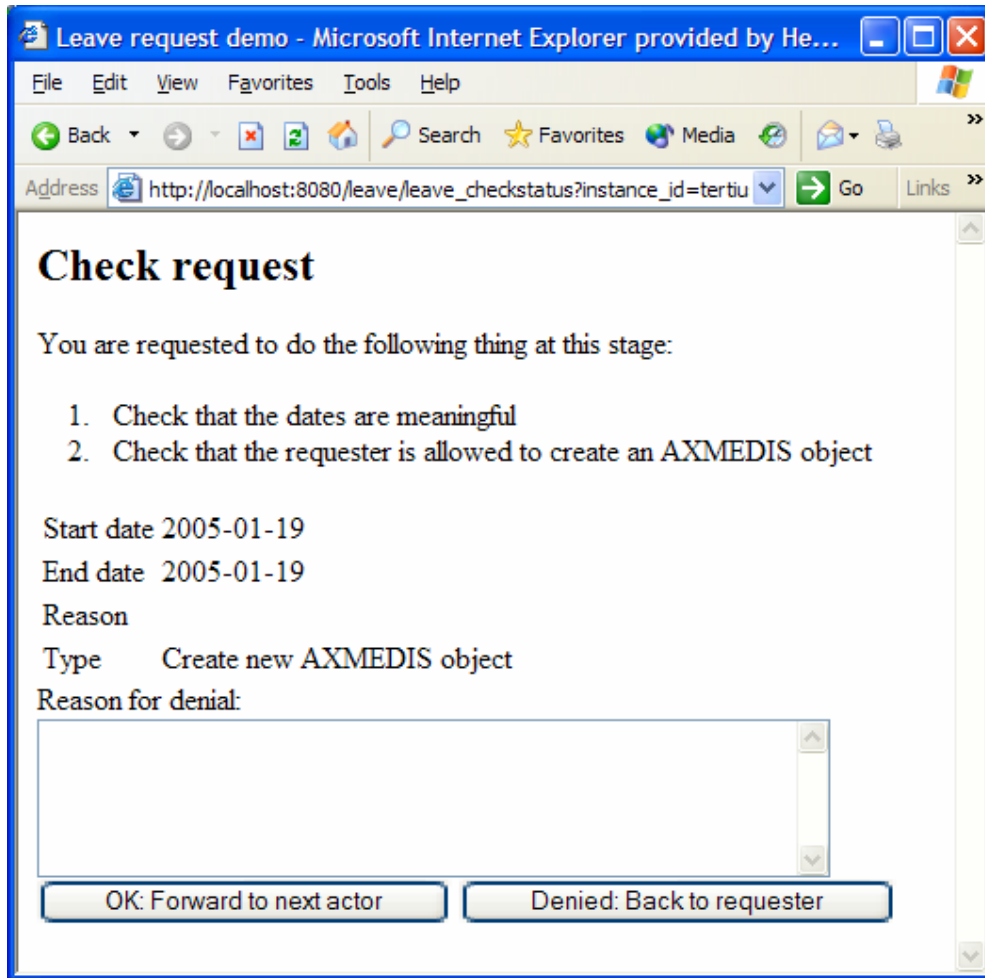 Leave request demo - Microsoft Internet Explorer provided by He...
File Edit View Favorites Tools Help
Back Search Favorites Media »
Address http://localhost:8080/leave/leave_checkstatus?instance_id=tertiu Go Links »
Check request
You are requested to do the following thing at this stage:
1. Check that the dates are meaningful
2. Check that the requester is allowed to create an AXMEDIS object
Start date 2005-01-19
End date 2005-01-19
Reason
Type Create new AXMEDIS object
Reason for denial:
OK: Forward to next actor Denied: Back to requester